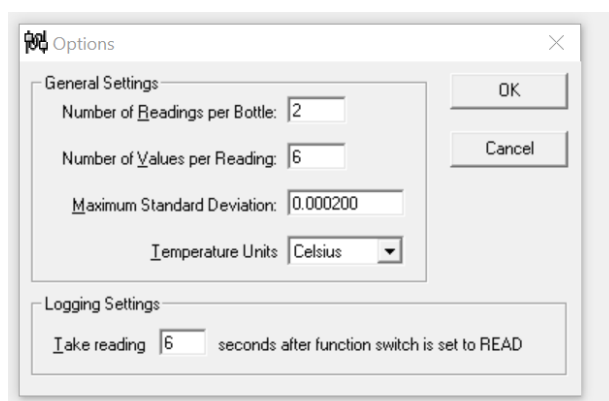 Options
General Settings
OK
Number of Readings per Bottle: 2
Cancel
Number of Values per Reading: 6
Maximum Standard Deviation: 0.000200
Temperature Units Celsius
Logging Settings
Take reading 6 seconds after function switch is set to READ